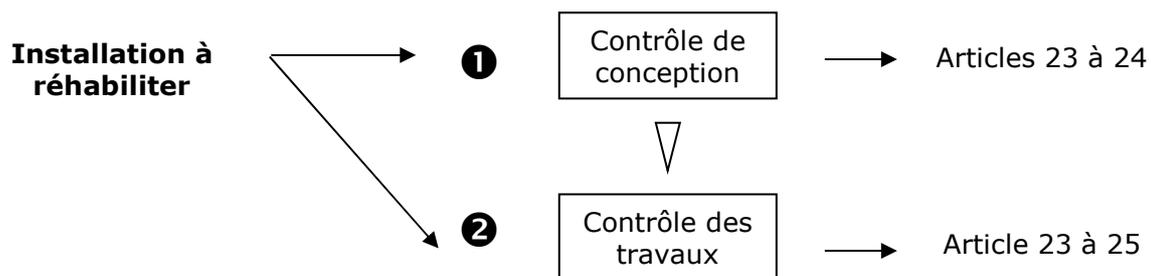 Installation à
réhabiliter
❶
Contrôle de
conception
Articles 23 à 24
❷
Contrôle des
travaux
Article 23 à 25